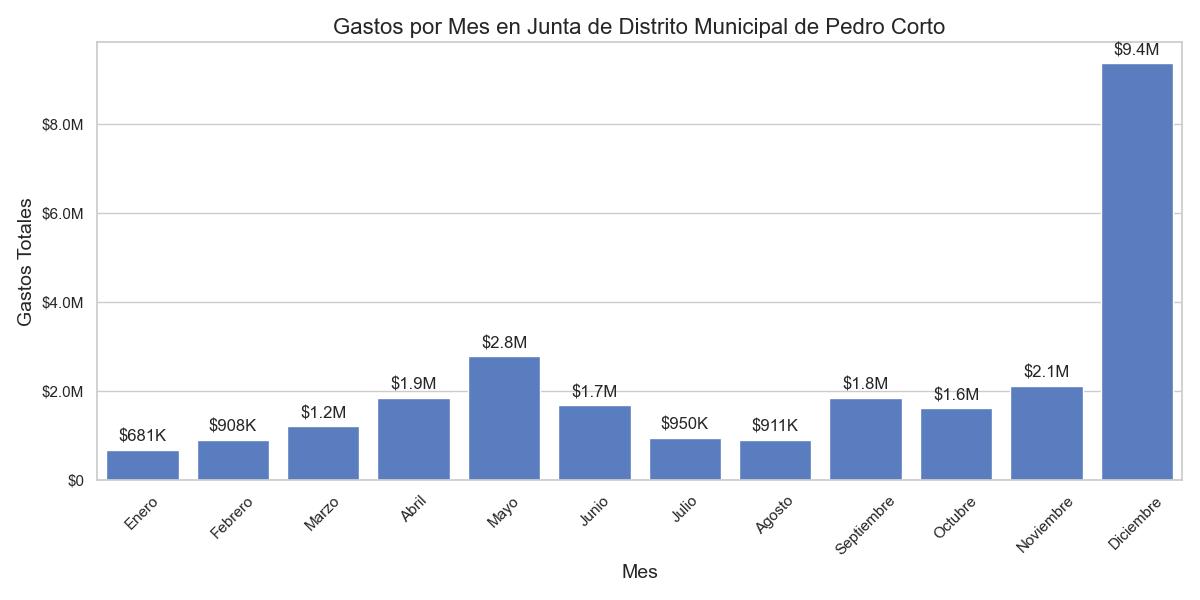 Gastos por Mes en Junta de Distrito Municipal de Pedro Corto
Gastos Totales
$8.0M
$6.0M
$4.0M
$2.0M
$0
$681K
$908K
$1.2M
$1.9M
$2.8M
$1.7M
$950K
$911K
$1.8M
$1.6M
$2.1M
$9.4M
Enero
Febrero
Marzo
Abril
Mayo
Junio
Julio
Agosto
Septiembre
Octubre
Noviembre
Diciembre
Mes